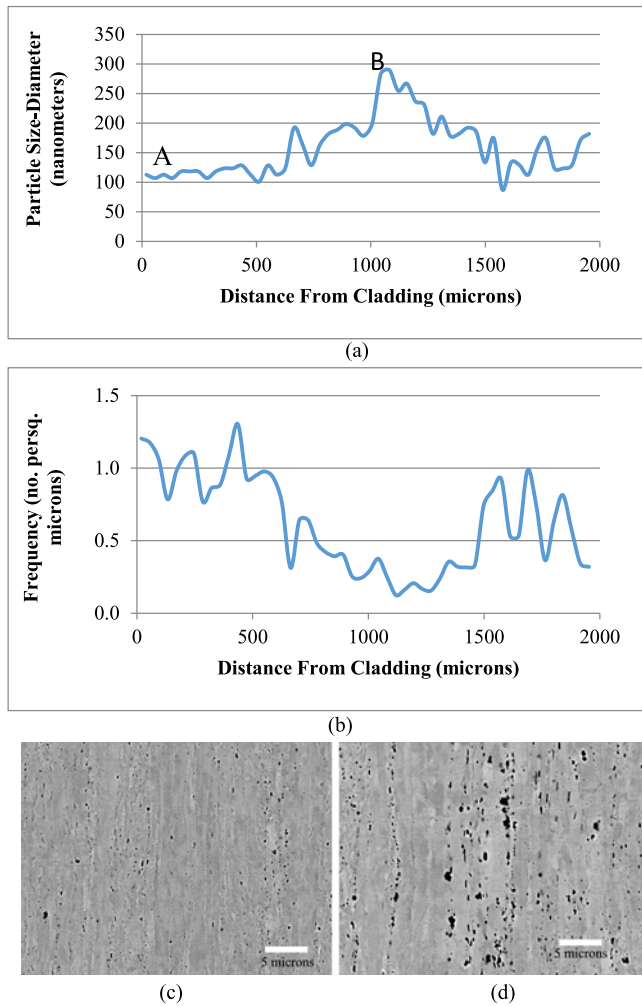 Particle Size-Diameter
(nanometers)
350
300
250
200
150
100
50
0
A
B
0 500 1000 1500 2000
Distance From Cladding (microns)
(a)
Frequency (no. persq.
microns)
1.5
1.0
0.5
0.0
0 500 1000 1500 2000
Distance From Cladding (microns)
(b)
5 microns
5 microns
(c) (d)